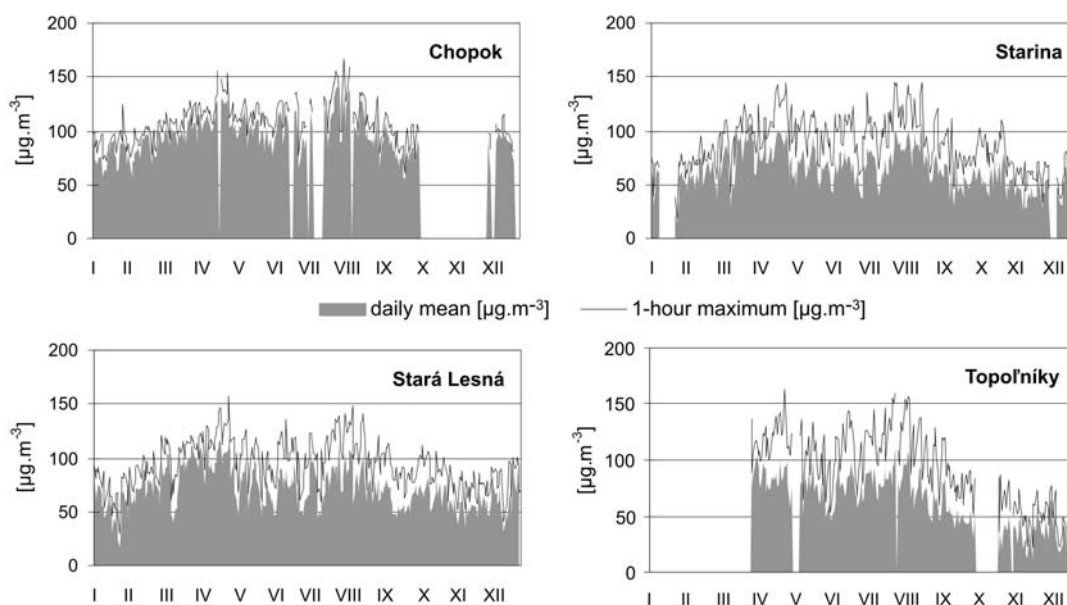 200
150
100
50
0
[µg.m⁻³]
Chopok
I II III IV V VI VII VIII IX X XI XII
200
150
100
50
0
[µg.m⁻³]
Starina
I II III IV V VI VII VIII IX X XI XII
daily mean [µg.m⁻³] 1-hour maximum [µg.m⁻³]
200
150
100
50
0
[µg.m⁻³]
Stará Lesná
I II III IV V VI VII VIII IX X XI XII
200
150
100
50
0
[µg.m⁻³]
Topoľníky
I II III IV V VI VII VIII IX X XI XII